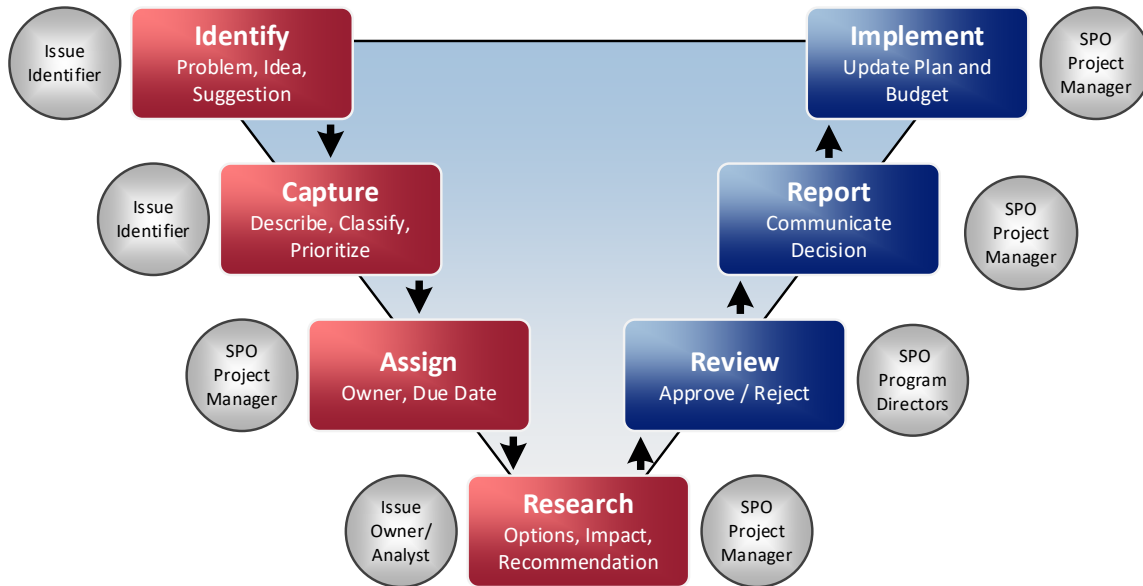 Issue
Identifier
Identify
Problem, Idea,
Suggestion
Implement
Update Plan and
Budget
SPO
Project
Manager
Issue
Identifier
Capture
Describe, Classify,
Prioritize
Report
Communicate
Decision
SPO
Project
Manager
SPO
Project
Manager
Assign
Owner, Due Date
Review
Approve / Reject
SPO
Program
Directors
Issue
Owner/
Analyst
Research
Options, Impact,
Recommendation
SPO
Project
Manager